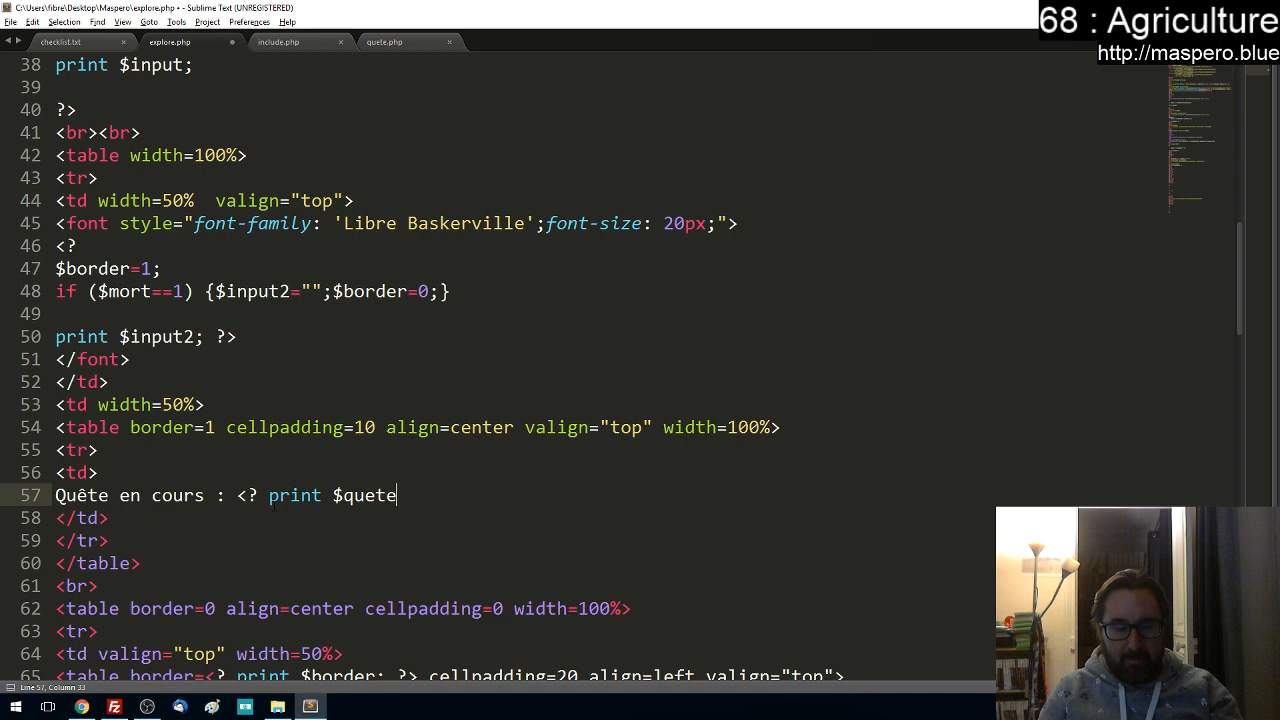 C:\Users\fibre\Desktop\Maspero\explore.php • - Sublime Text (UNREGISTERED)
File Edit Selection Find View Goto Tools Project Preferences Help
68 : Agriculture
http://maspero.blue
checklist.txt explore.php include.php quete.php
38 print $input;
39
40 ?>
41 <br><br>
42 <table width=100%>
43 <tr>
44 <td width=50%  valign="top">
45 <font style="font-family: 'Libre Baskerville';font-size: 20px;">
46 <?
47 $border=1;
48 if ($mort==1) {$input2="";$border=0;}
49
50 print $input2; ?>
51 </font>
52 </td>
53 <td width=50%>
54 <table border=1 cellpadding=10 align=center valign="top" width=100%>
55 <tr>
56 <td>
57 Quête en cours : <? print $quete
58 </td>
59 </tr>
60 </table>
61 <br>
62 <table border=0 align=center cellpadding=0 width=100%>
63 <tr>
64 <td valign="top" width=50%>
65 <table border=<? print $border; ?> cellpadding=20 align=left valign="top">
Line 57, Column 33